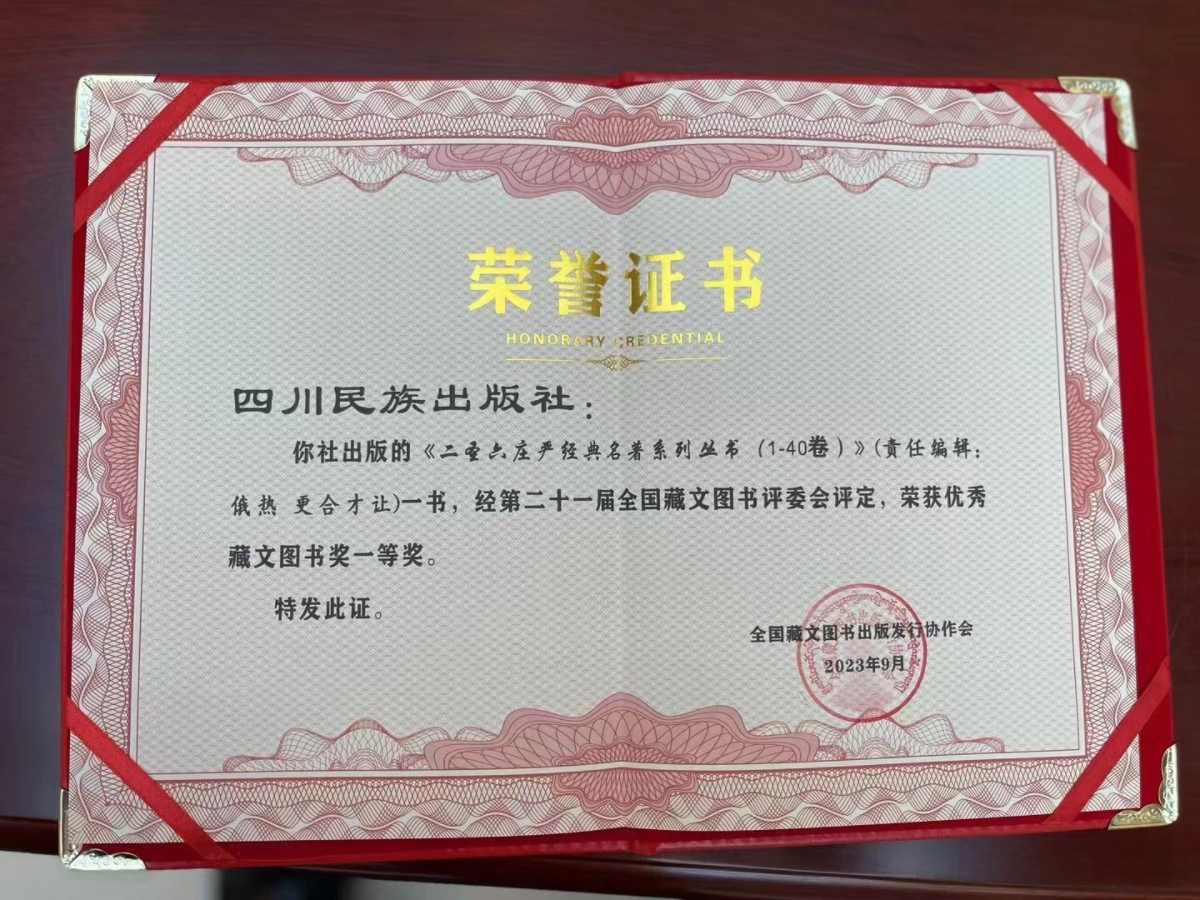 荣誉证书
HONORARY CREDENTIAL
四川民族出版社：
你社出版的《二圣六庄严经典名著系列丛书（1-40卷）》(责任编辑：
俄热 更合才让)一书，经第二十一届全国藏文图书评委会评定，荣获优秀
藏文图书奖一等奖。
特发此证。
全国藏文图书出版发行协作会
2023年9月